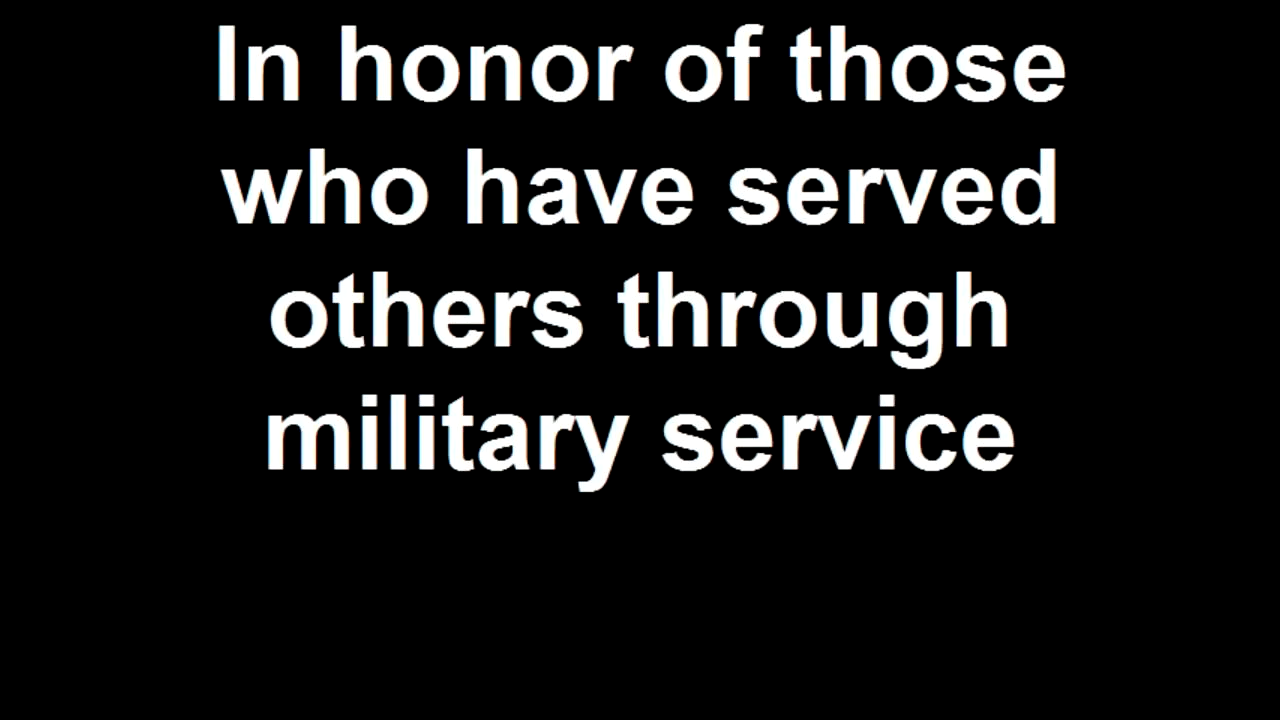 In honor of those
who have served
others through
military service